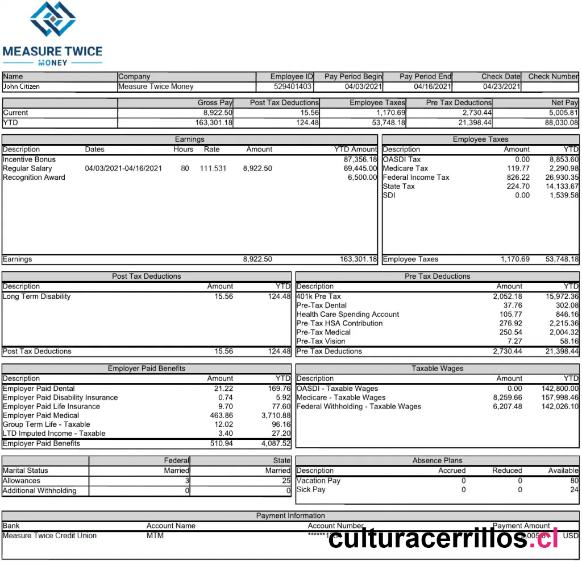 MEASURE TWICE
MONEY
Name Company Employee ID Pay Period Begin Pay Period End Check Date Check Number
John Citizen Measure Twice Money 529401403 04/03/2021 04/16/2021 04/23/2021
Gross Pay Post Tax Deductions Employee Taxes Pre Tax Deductions Net Pay
Current 8,922.50 15.56 1,170.69 2,730.44 5,005.81
YTD 163,301.18 124.48 53,748.18 21,398.44 88,030.08
Earnings Employee Taxes
Description Dates Hours Rate Amount YTD Amount Description Amount YTD
Incentive Bonus 87,356.18 OASDI Tax 0.00 8,853.60
Regular Salary 04/03/2021-04/16/2021 80 111.531 8,922.50 69,445.00 Medicare Tax 119.77 2,290.98
Recognition Award 6,500.00 Federal Income Tax 826.22 26,930.35
State Tax 224.70 14,133.67
SDI 0.00 1,539.58
Earnings 8,922.50 163,301.18 Employee Taxes 1,170.69 53,748.18
Post Tax Deductions Pre Tax Deductions
Description Amount YTD Description Amount YTD
Long Term Disability 15.56 124.48 401k Pre Tax 2,052.18 15,972.36
Pre-Tax Dental 37.76 302.08
Health Care Spending Account 105.77 846.16
Pre-Tax HSA Contribution 276.92 2,215.36
Pre-Tax Medical 250.54 2,004.32
Pre-Tax Vision 7.27 58.16
Post Tax Deductions 15.56 124.48 Pre Tax Deductions 2,730.44 21,398.44
Employer Paid Benefits Taxable Wages
Description Amount YTD Description Amount YTD
Employer Paid Dental 21.22 169.76 OASDI - Taxable Wages 0.00 142,800.00
Employer Paid Disability Insurance 0.74 5.92 Medicare - Taxable Wages 8,259.66 157,998.46
Employer Paid Life Insurance 9.70 77.60 Federal Withholding - Taxable Wages 6,207.48 142,026.10
Employer Paid Medical 463.86 3,710.88
Group Term Life - Taxable 12.02 96.16
LTD Imputed Income - Taxable 3.40 27.20
Employer Paid Benefits 510.94 4,087.52
Federal State Absence Plans
Marital Status Married Married Description Accrued Reduced Available
Allowances 3 25 Vacation Pay 0 0 80
Additional Withholding 0 0 Sick Pay 0 0 24
Payment Information
Bank Account Name Account Number Payment Amount
Measure Twice Credit Union MTM USD
culturacerrillos.cl